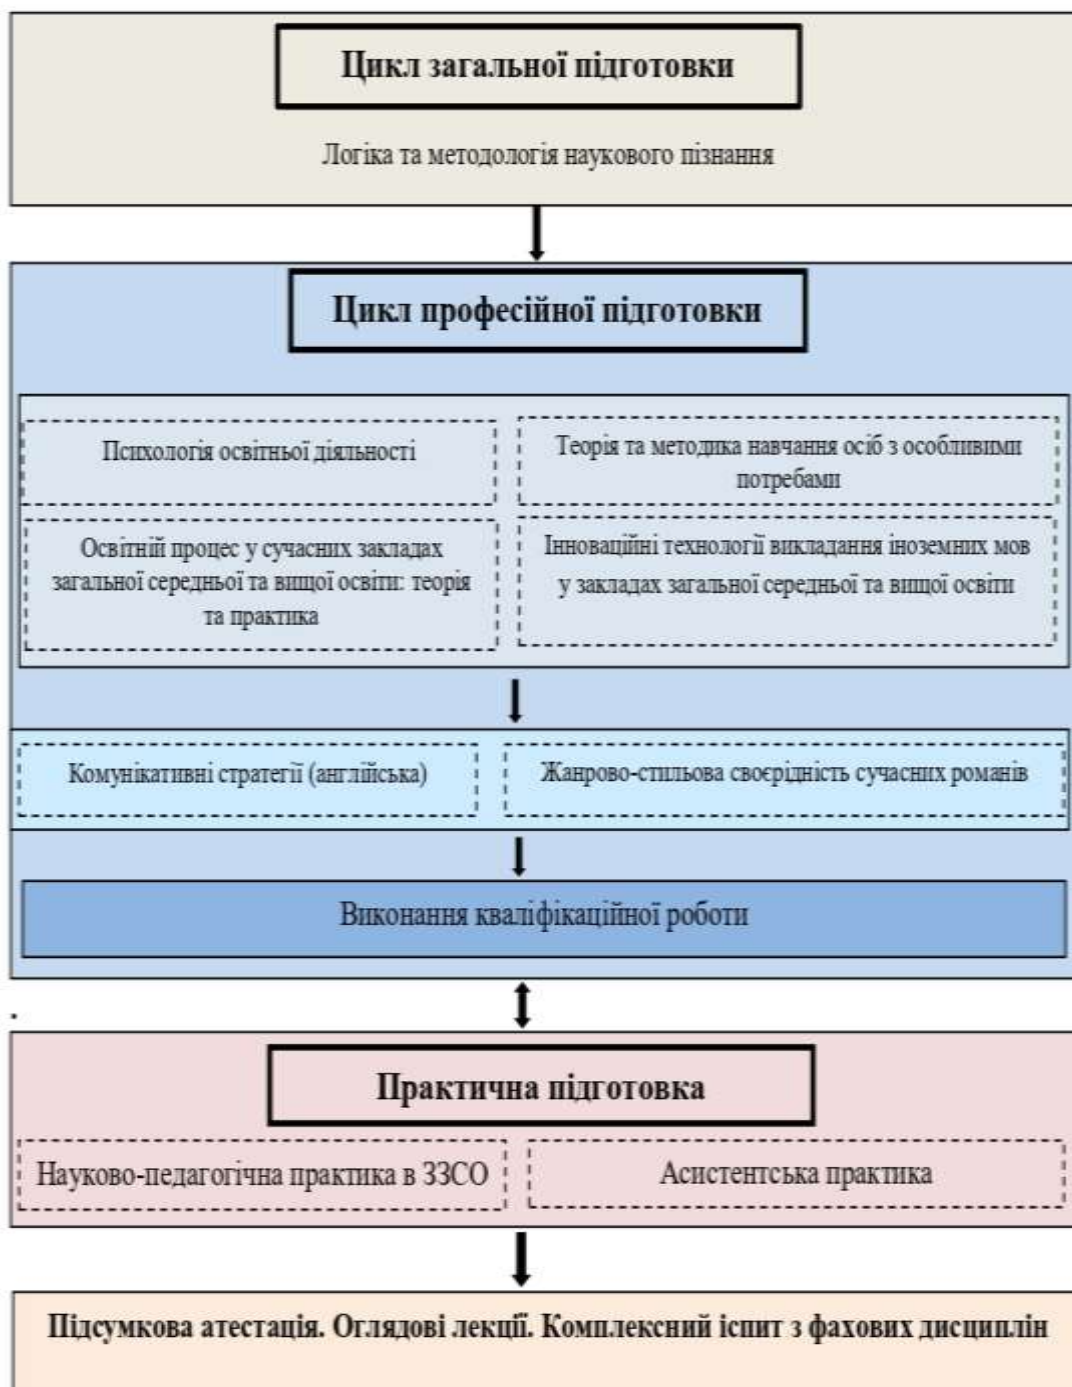 Цикл загальної підготовки
Логіка та методологія наукового пізнання
Цикл професійної підготовки
Психологія освітньої діяльності
Теорія та методика навчання осіб з особливими
потребами
Освітній процес у сучасних закладах
загальної середньої та вищої освіти: теорія
та практика
Інноваційні технології викладання іноземних мов
у закладах загальної середньої та вищої освіти
Комунікативні стратегії (англійська)
Жанрово-стильова своєрідність сучасних романів
Виконання кваліфікаційної роботи
.
Практична підготовка
Науково-педагогічна практика в ЗЗСО
Асистентська практика
Підсумкова атестація. Оглядові лекції. Комплексний іспит з фахових дисциплін